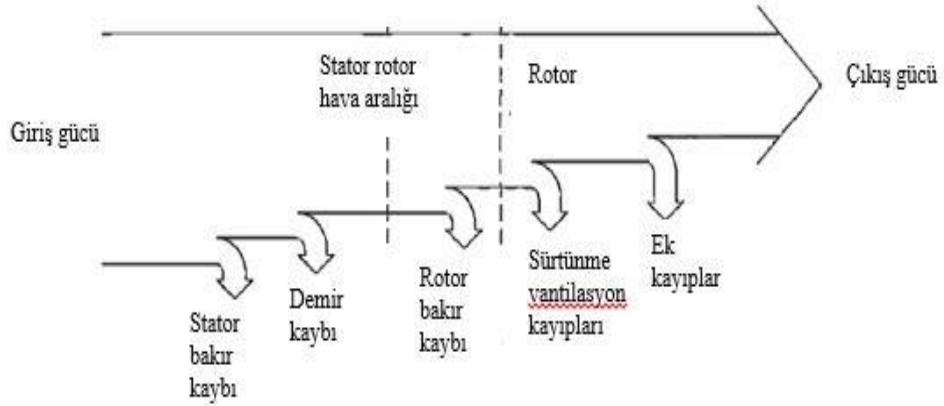 Stator rotor
hava aralığı
Rotor
Çıkış gücü
Giriş gücü
Stator
bakır
kaybı
Demir
kaybı
Rotor
bakır
kaybı
Sürtünme
vantilasyon
kayıpları
Ek
kayıplar